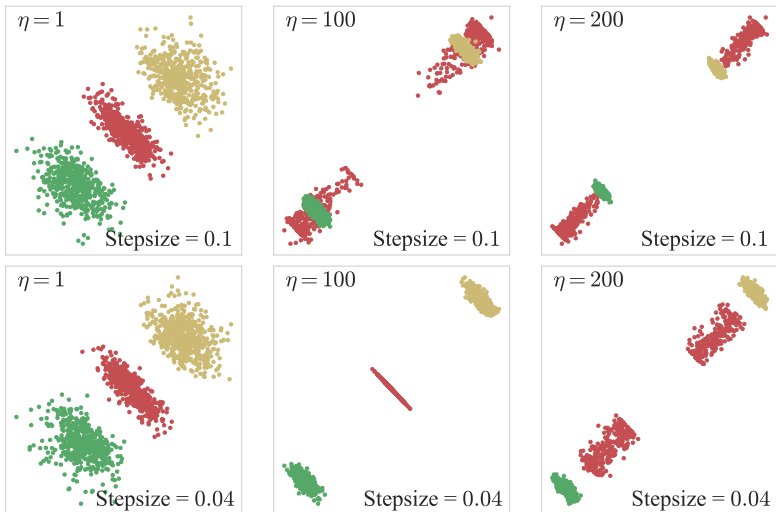 η = 1
Stepsize = 0.1
η = 100
Stepsize = 0.1
η = 200
Stepsize = 0.1
η = 1
Stepsize = 0.04
η = 100
Stepsize = 0.04
η = 200
Stepsize = 0.04